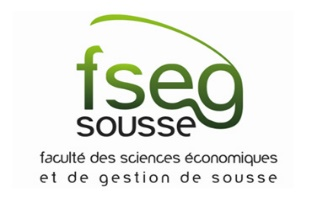 fseg
sousse
faculté des sciences économiques
et de gestion de sousse